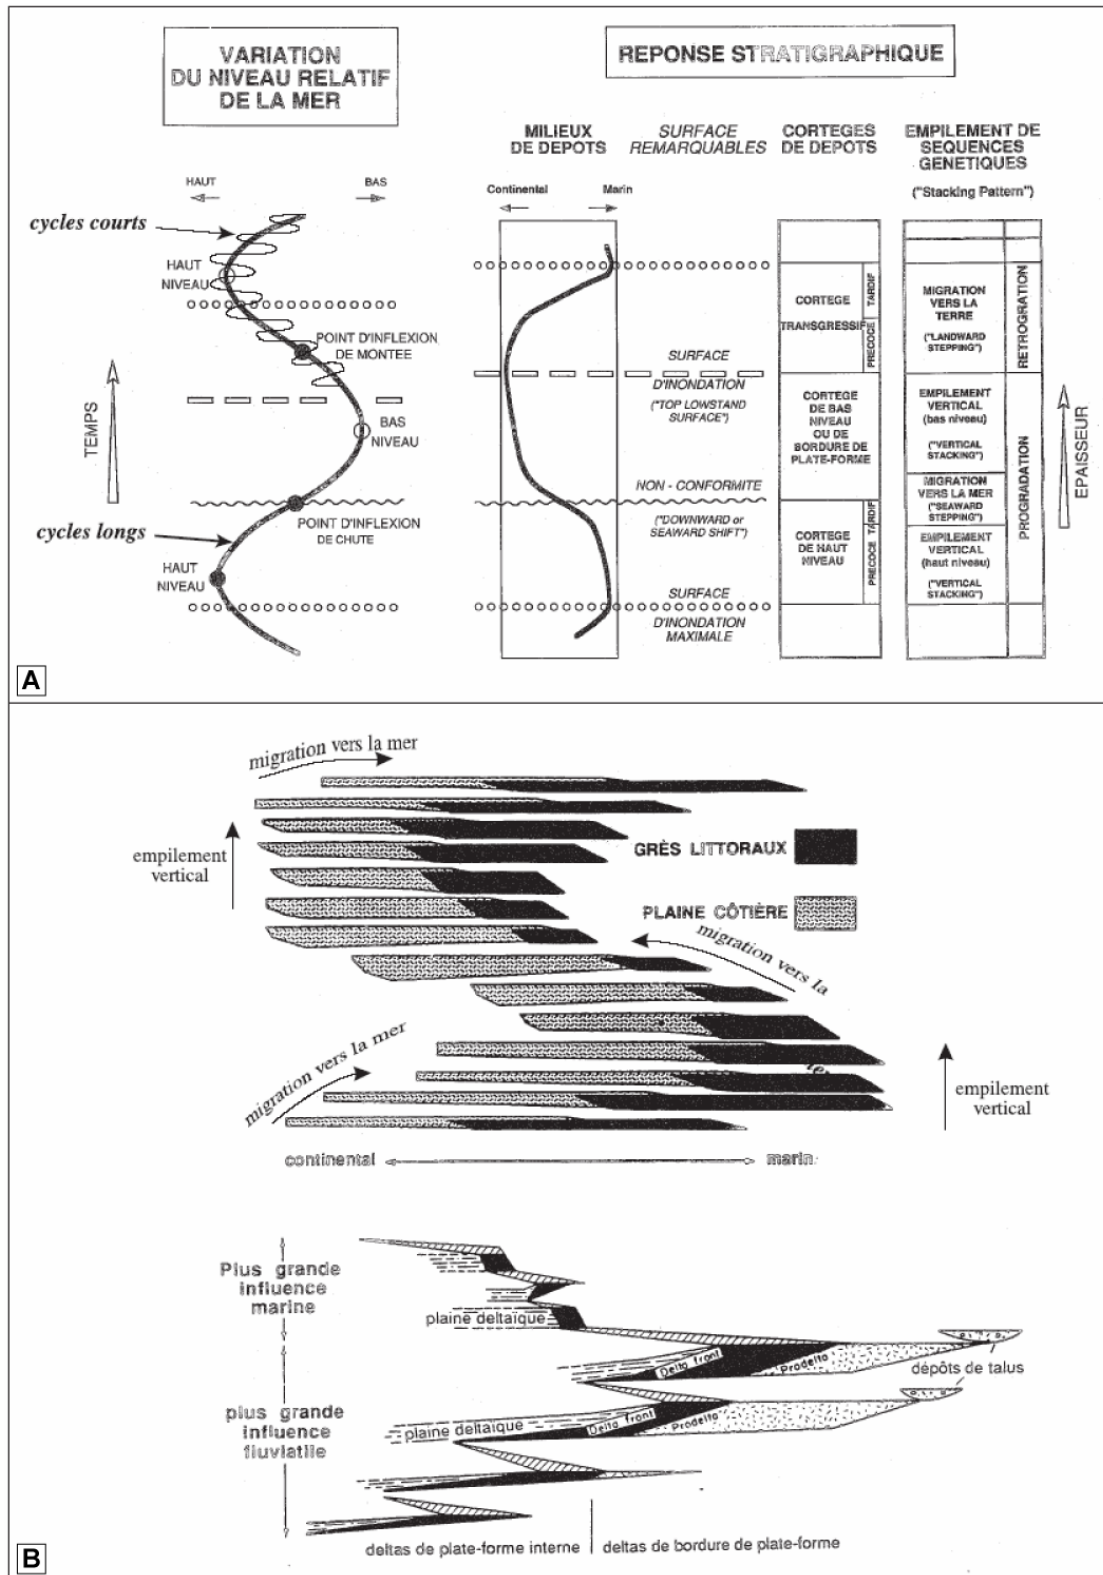 VARIATION
DU NIVEAU RELATIF
DE LA MER
REPONSE STRATIGRAPHIQUE
MILIEUX
DE DEPOTS
SURFACE
REMARQUABLES
CORTEGES
DE DEPOTS
EMPILEMENT DE
SEQUENCES
GENETIQUES
("Stacking Pattern")
HAUT
BAS
Continental
Marin
cycles courts
HAUT
NIVEAU
POINT D'INFLEXION
DE MONTEE
BAS
NIVEAU
TEMPS
POINT D'INFLEXION
DE CHUTE
cycles longs
HAUT
NIVEAU
SURFACE
D'INONDATION
("TOP LOWSTAND
SURFACE")
NON - CONFORMITE
("DOWNWARD or
SEAWARD SHIFT")
SURFACE
D'INONDATION
MAXIMALE
CORTEGE
TRANSGRESSIF
TARDIF
PRECOCE
CORTEGE
DE BAS
NIVEAU
OU DE
BORDURE DE
PLATE-FORME
CORTEGE
DE HAUT
NIVEAU
TARDIF
PRECOCE
MIGRATION
VERS LA
TERRE
("LANDWARD
STEPPING")
RETROGRATION
EMPILEMENT
VERTICAL
(bas niveau)
("VERTICAL
STACKING")
MIGRATION
VERS LA MER
("SEAWARD
STEPPING")
EMPILEMENT
VERTICAL
(haut niveau)
("VERTICAL
STACKING")
PROGRADATION
EPAISSEUR
A
migration vers la mer
empilement
vertical
GRÈS LITTORAUX
PLAINE CÔTIÈRE
migration vers la
migration vers la mer
empilement
vertical
continental
marin
Plus grande
influence
marine
plaine deltaïque
Delta front
Prodelta
dépôts de talus
plus grande
influence
fluviatile
plaine deltaïque
Delta front
Prodelta
deltas de plate-forme interne
deltas de bordure de plate-forme
B